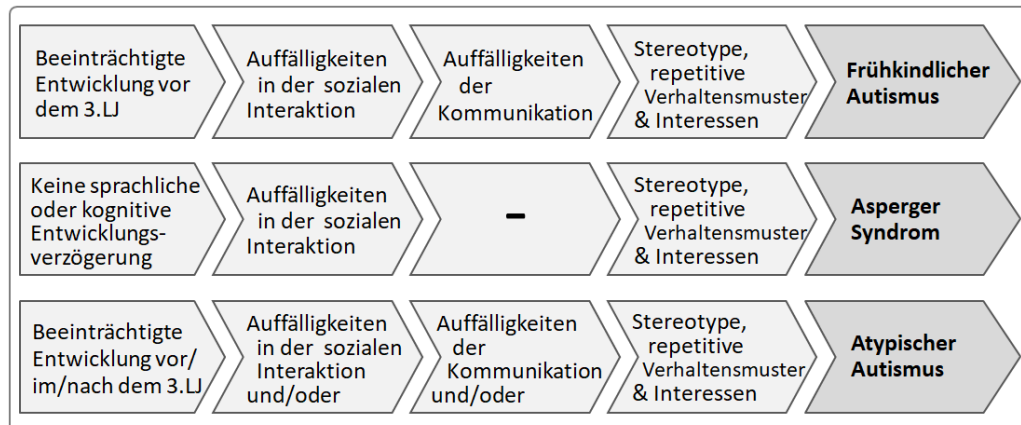 Beeinträchtigte
Entwicklung vor
dem 3.LJ
Auffälligkeiten
in der sozialen
Interaktion
Auffälligkeiten
der
Kommunikation
Stereotype,
repetitive
Verhaltensmuster
& Interessen
Frühkindlicher
Autismus
Keine sprachliche
oder kognitive
Entwicklungs-
verzögerung
Auffälligkeiten
in der sozialen
Interaktion
–
Stereotype,
repetitive
Verhaltensmuster
& Interessen
Asperger
Syndrom
Beeinträchtigte
Entwicklung vor/
im/nach dem 3.LJ
Auffälligkeiten
in der sozialen
Interaktion
und/oder
Auffälligkeiten
der
Kommunikation
und/oder
Stereotype,
repetitive
Verhaltensmuster
& Interessen
Atypischer
Autismus